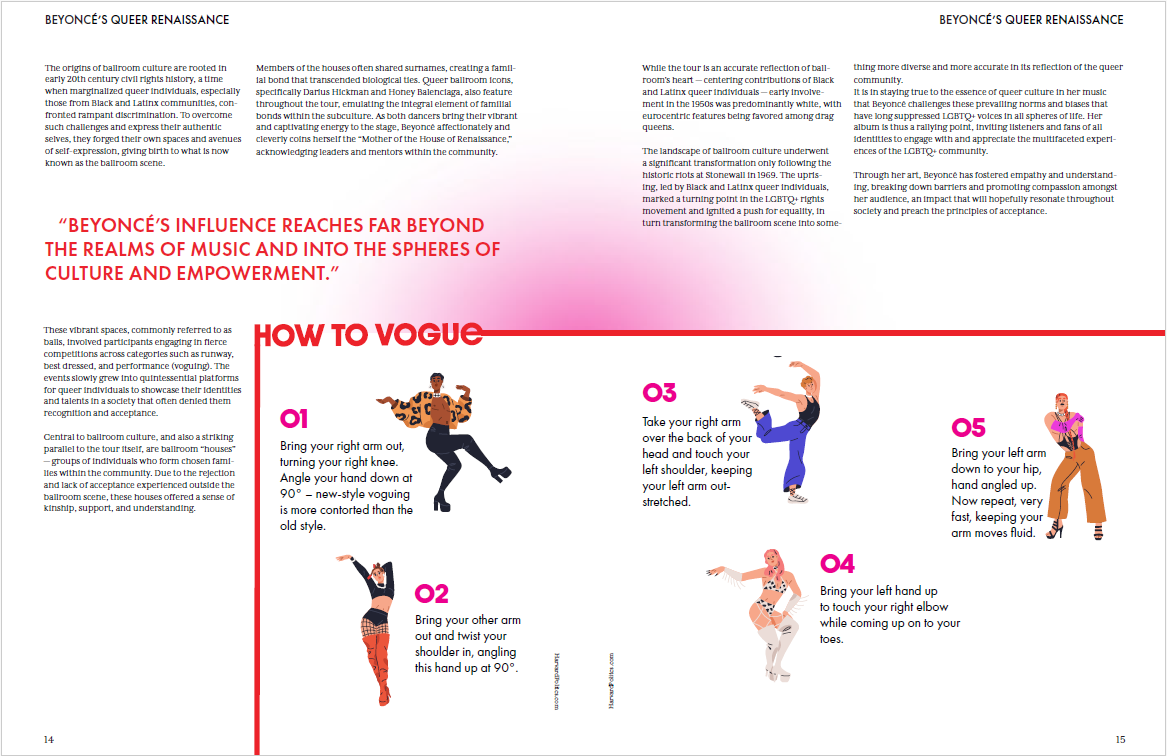 BEYONCÉ'S QUEER RENAISSANCE
BEYONCÉ'S QUEER RENAISSANCE
The origins of ballroom culture are rooted in
early 20th century civil rights history, a time
when marginalized queer individuals, especially
those from Black and Latinx communities, con-
fronted rampant discrimination. To overcome
such challenges and express their authentic
selves, they forged their own spaces and avenues
of self-expression, giving birth to what is now
known as the ballroom scene.
Members of the houses often shared surnames, creating a famil-
ial bond that transcended biological ties. Queer ballroom icons,
specifically Darius Hickman and Honey Balenciaga, also feature
throughout the tour, emulating the integral element of familial
bonds within the subculture. As both dancers bring their vibrant
and captivating energy to the stage, Beyoncé affectionately and
cleverly coins herself the "Mother of the House of Renaissance,"
acknowledging leaders and mentors within the community.
"BEYONCÉ'S INFLUENCE REACHES FAR BEYOND
THE REALMS OF MUSIC AND INTO THE SPHERES OF
CULTURE AND EMPOWERMENT."
These vibrant spaces, commonly referred to as
balls, involved participants engaging in fierce
competitions across categories such as runway,
best dressed, and performance (voguing). The
events slowly grew into quintessential platforms
for queer individuals to showcase their identities
and talents in a society that often denied them
recognition and acceptance.
Central to ballroom culture, and also a striking
parallel to the tour itself, are ballroom "houses"
—groups of individuals who form chosen fami-
lies within the community. Due to the rejection
and lack of acceptance experienced outside the
ballroom scene, these houses offered a sense of
kinship, support, and understanding.
While the tour is an accurate reflection of ball-
room's heart — centering contributions of Black
and Latinx queer individuals — early involve-
ment in the 1950s was predominantly white, with
eurocentric features being favored among drag
queens.
The landscape of ballroom culture underwent
a significant transformation only following the
historic riots at Stonewall in 1969. The upris-
ing, led by Black and Latinx queer individuals,
marked a turning point in the LGBTQ+ rights
movement and ignited a push for equality, in
turn transforming the ballroom scene into some-
thing more diverse and more accurate in its reflection of the queer
community.
It is in staying true to the essence of queer culture in her music
that Beyoncé challenges these prevailing norms and biases that
have long suppressed LGBTQ+ voices in all spheres of life. Her
album is thus a rallying point, inviting listeners and fans of all
identities to engage with and appreciate the multifaceted experi-
ences of the LGBTQ+ community.
Through her art, Beyoncé has fostered empathy and understand-
ing, breaking down barriers and promoting compassion amongst
her audience, an impact that will hopefully resonate throughout
society and preach the principles of acceptance.
HOW TO VOGUE
01
Bring your right arm out,
turning your right knee.
Angle your hand down at
90° – new-style voguing
is more contorted than the
old style.
02
Bring your other arm
out and twist your
shoulder in, angling
this hand up at 90°.
03
Take your right arm
over the back of your
head and touch your
left shoulder, keeping
your left arm out-
stretched.
04
Bring your left hand up
to touch your right elbow
while coming up on to your
toes.
05
Bring your left arm
down to your hip,
hand angled up.
Now repeat, very
fast, keeping your
arm moves fluid.
HarvardPolitics.com
HarvardPolitics.com
14
15